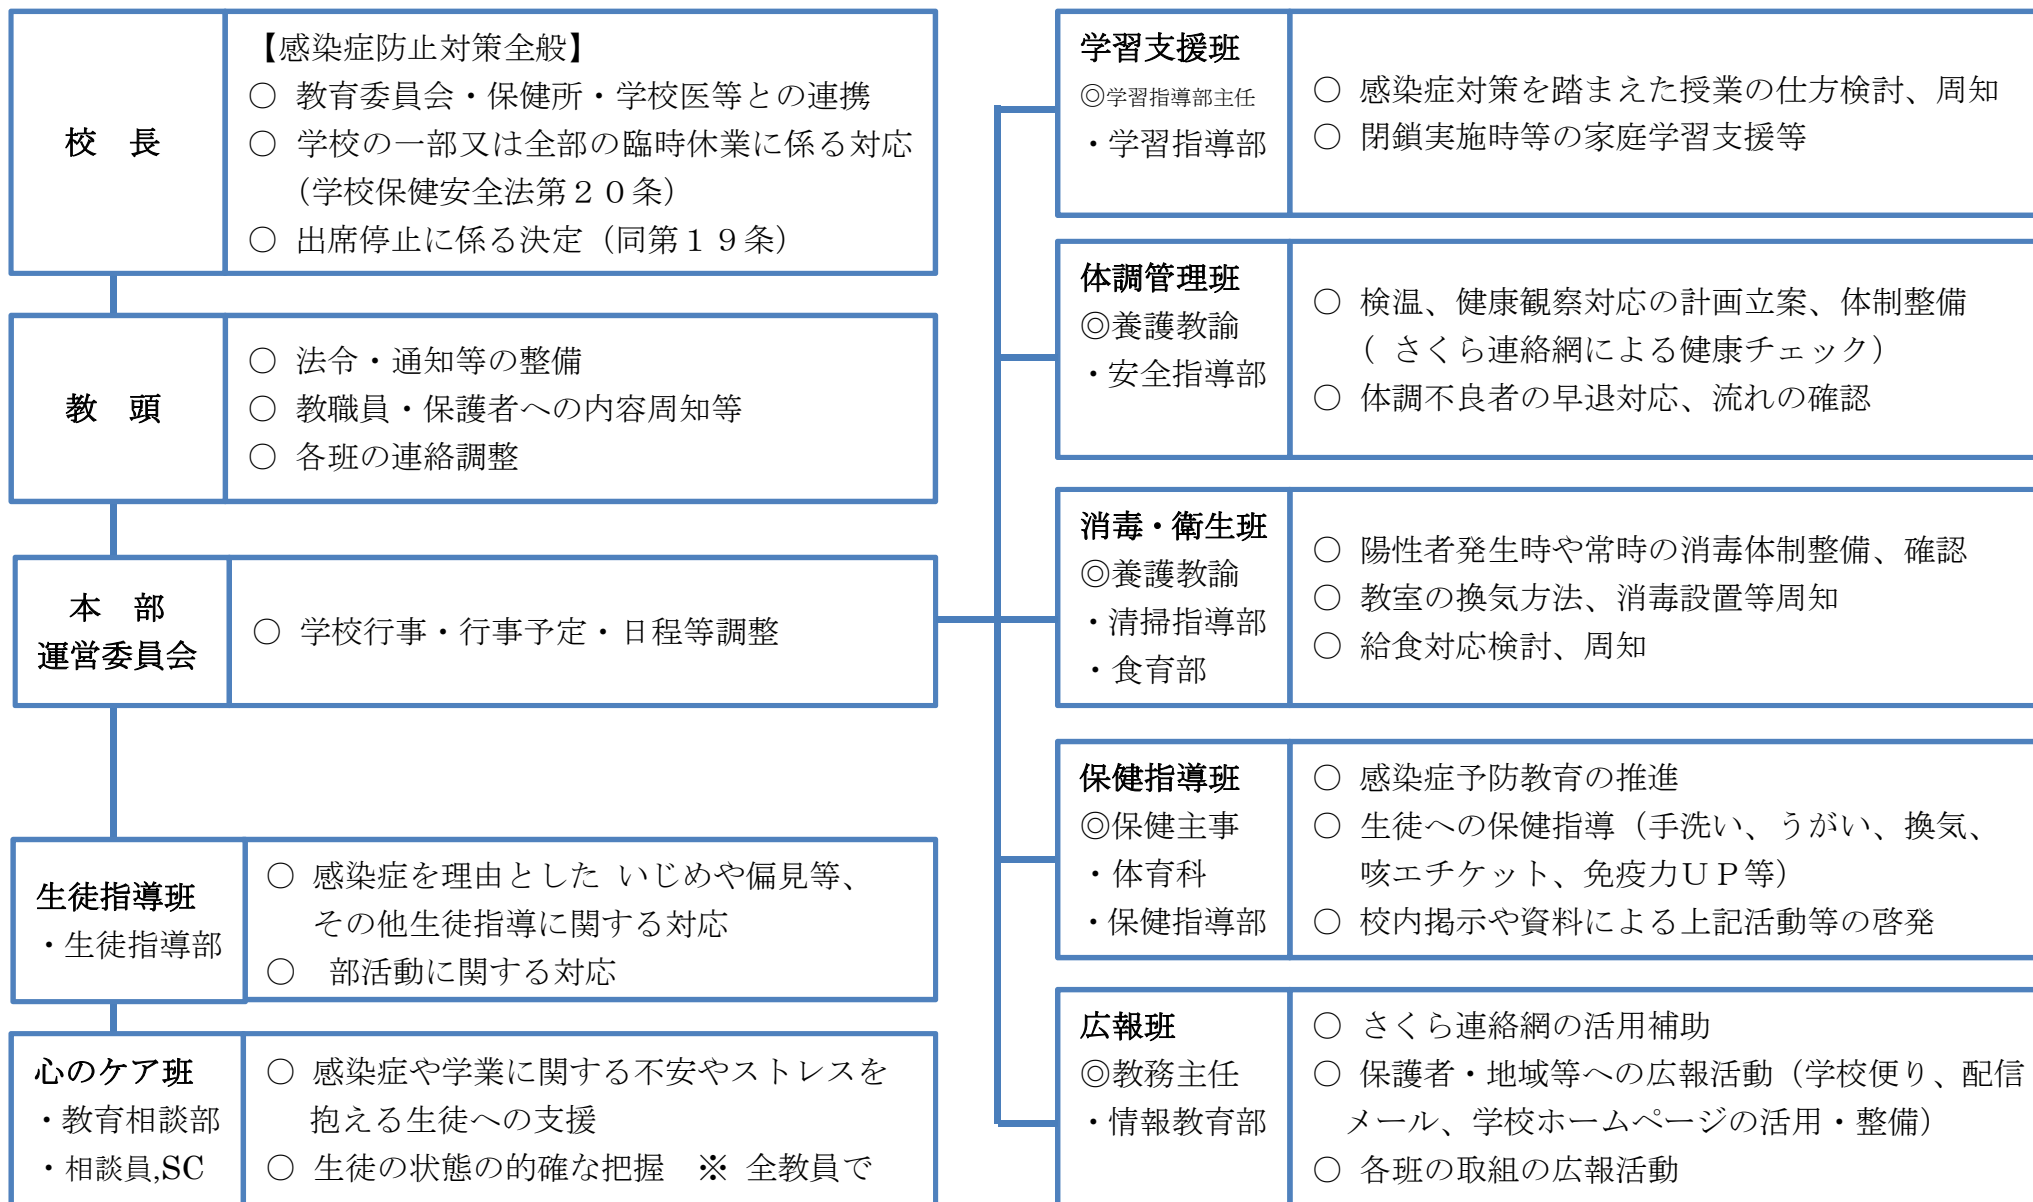 校　長
【感染症防止対策全般】
○ 教育委員会・保健所・学校医等との連携
○ 学校の一部又は全部の臨時休業に係る対応
（学校保健安全法第２０条）
○ 出席停止に係る決定（同第１９条）
教　頭
○ 法令・通知等の整備
○ 教職員・保護者への内容周知等
○ 各班の連絡調整
本　部
運営委員会
○ 学校行事・行事予定・日程等調整
生徒指導班
・生徒指導部
○ 感染症を理由とした いじめや偏見等、
その他生徒指導に関する対応
○　部活動に関する対応
心のケア班
・教育相談部
・相談員,SC
○ 感染症や学業に関する不安やストレスを
抱える生徒への支援
○ 生徒の状態の的確な把握　※ 全教員で
学習支援班
◎学習指導部主任
・学習指導部
○ 感染症対策を踏まえた授業の仕方検討、周知
○ 閉鎖実施時等の家庭学習支援等
体調管理班
◎養護教諭
・安全指導部
○ 検温、健康観察対応の計画立案、体制整備
（ さくら連絡網による健康チェック）
○ 体調不良者の早退対応、流れの確認
消毒・衛生班
◎養護教諭
・清掃指導部
・食育部
○ 陽性者発生時や常時の消毒体制整備、確認
○ 教室の換気方法、消毒設置等周知
○ 給食対応検討、周知
保健指導班
◎保健主事
・体育科
・保健指導部
○ 感染症予防教育の推進
○ 生徒への保健指導（手洗い、うがい、換気、
咳エチケット、免疫力ＵＰ等）
○ 校内掲示や資料による上記活動等の啓発
広報班
◎教務主任
・情報教育部
○ さくら連絡網の活用補助
○ 保護者・地域等への広報活動（学校便り、配信
メール、学校ホームページの活用・整備）
○ 各班の取組の広報活動